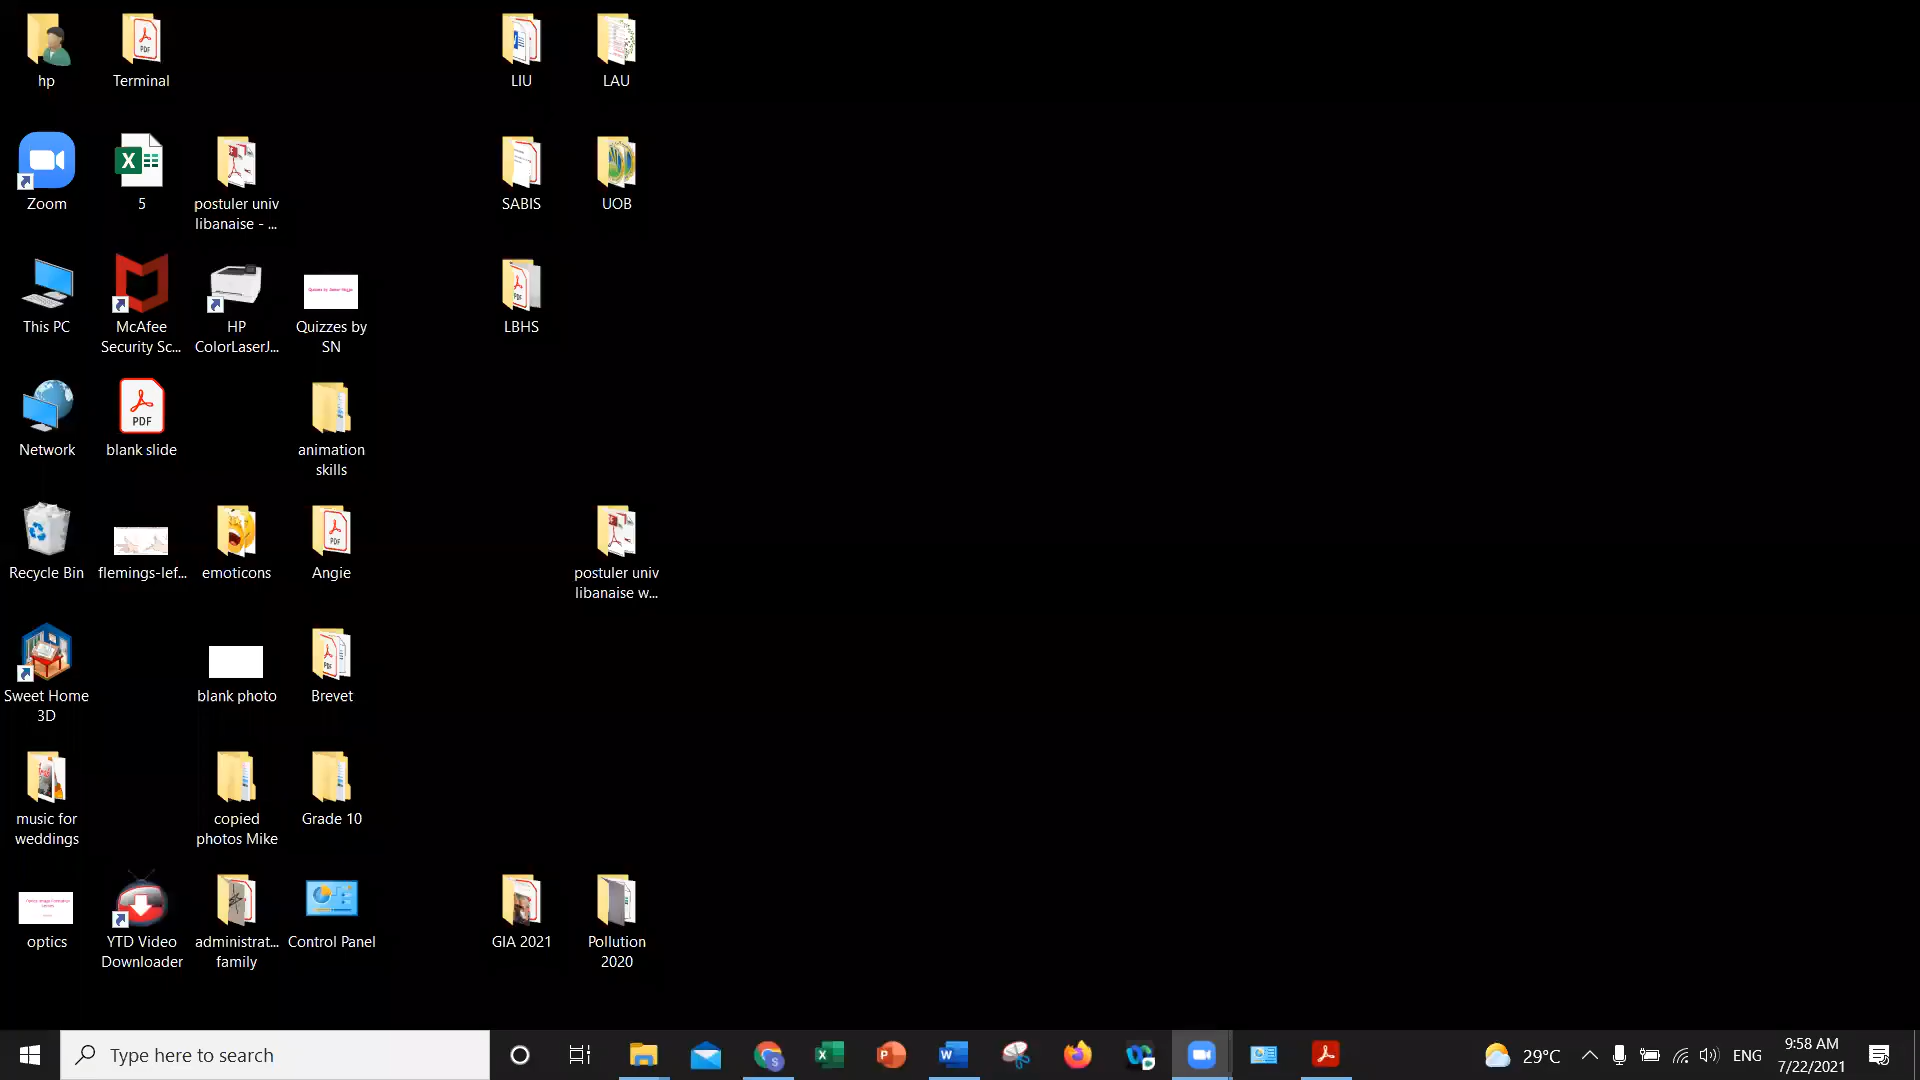 hp
Terminal
LIU
LAU
Zoom
5
postuler univ
libanaise - ...
SABIS
UOB
This PC
McAfee
Security Sc...
HP
ColorLaserJ...
Quizzes by
SN
LBHS
Network
blank slide
animation
skills
Recycle Bin
flemings-lef...
emoticons
Angie
postuler univ
libanaise w...
Sweet Home
3D
blank photo
Brevet
music for
weddings
copied
photos Mike
Grade 10
optics
YTD Video
Downloader
administrat...
family
Control Panel
GIA 2021
Pollution
2020
Type here to search
29°C
ENG
9:58 AM
7/22/2021